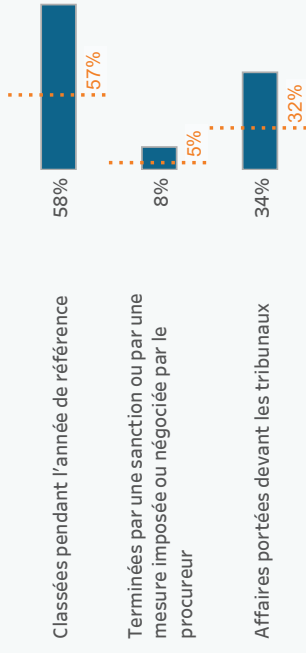 Classées pendant l'année de référence
58%
57%
Terminées par une sanction ou par une
mesure imposée ou négociée par le
procureur
8%
5%
Affaires portées devant les tribunaux
34%
32%